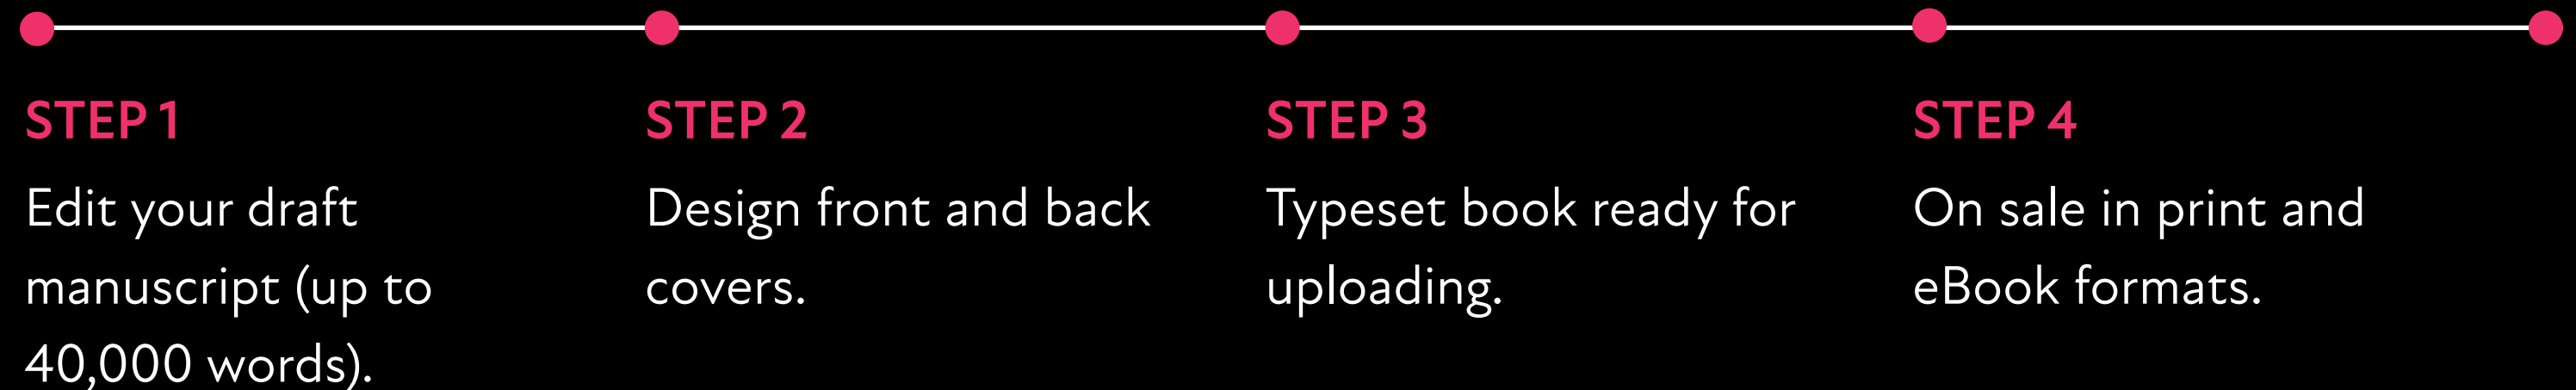 STEP 1
Edit your draft
manuscript (up to
40,000 words).
STEP 2
Design front and back
covers.
STEP 3
Typeset book ready for
uploading.
STEP 4
On sale in print and
eBook formats.